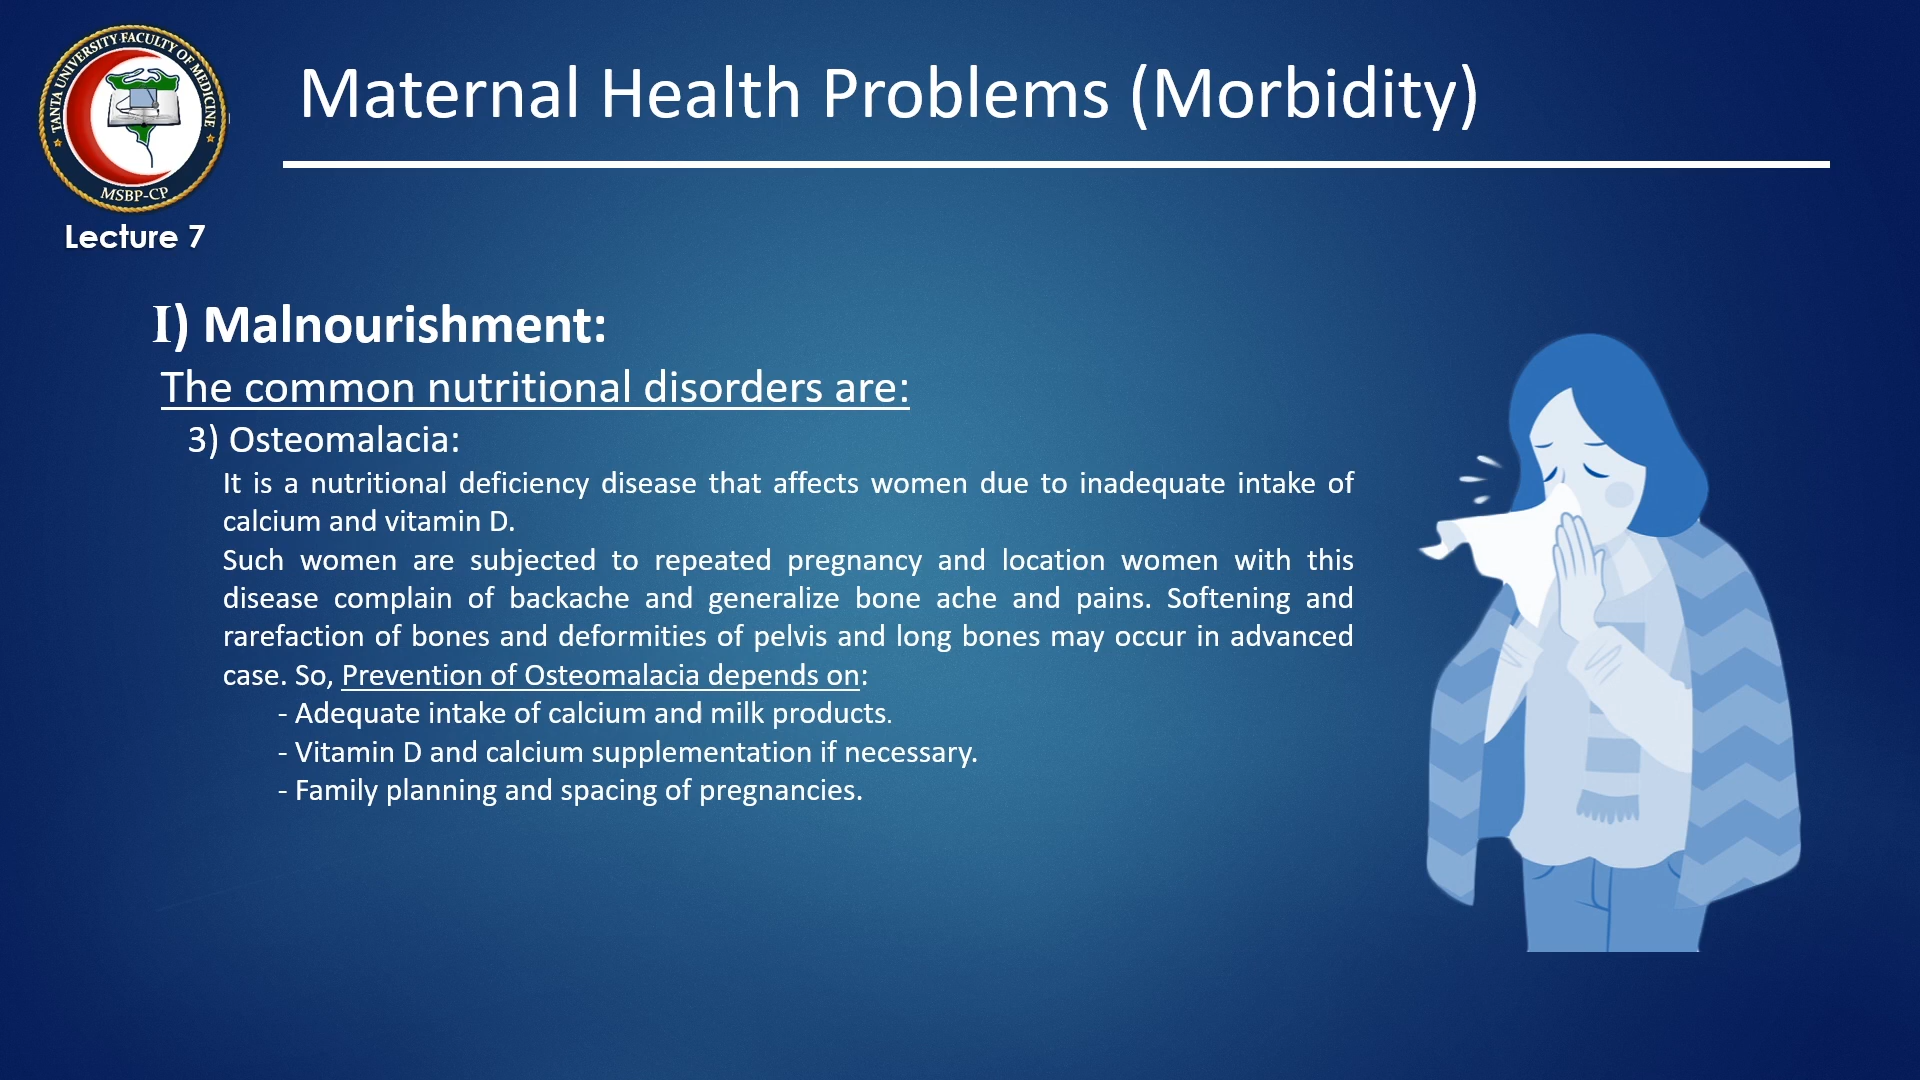 TANTA UNIVERSITY FACULTY OF MEDICINE
MSBP-CP
Lecture 7
Maternal Health Problems (Morbidity)
I) Malnourishment:
The common nutritional disorders are:
3) Osteomalacia:
It is a nutritional deficiency disease that affects women due to inadequate intake of
calcium and vitamin D.
Such women are subjected to repeated pregnancy and location women with this
disease complain of backache and generalize bone ache and pains. Softening and
rarefaction of bones and deformities of pelvis and long bones may occur in advanced
case. So, Prevention of Osteomalacia depends on:
- Adequate intake of calcium and milk products.
- Vitamin D and calcium supplementation if necessary.
- Family planning and spacing of pregnancies.